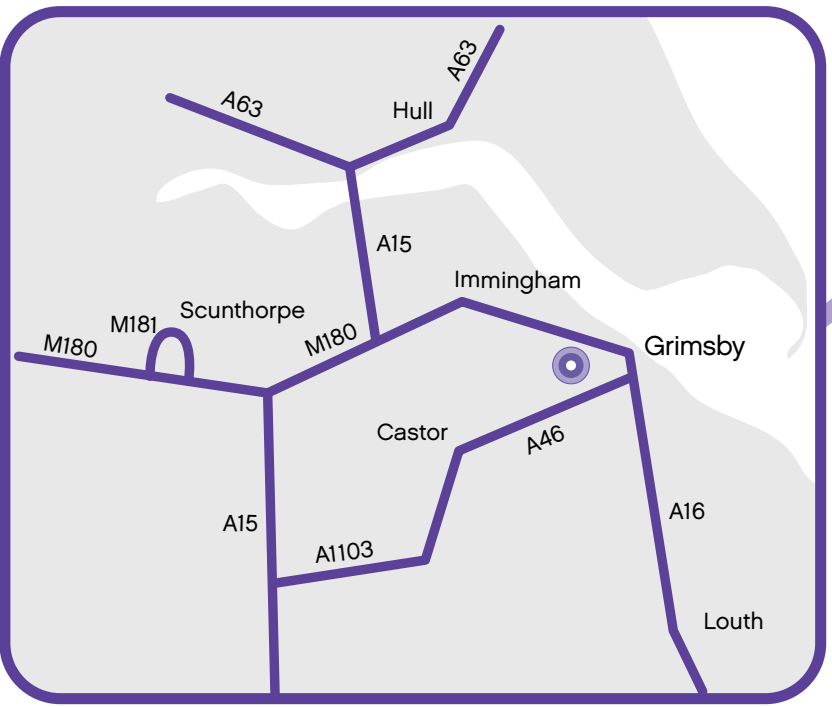 A63
A63
Hull
A15
Immingham
Scunthorpe
M181
M180
M180
Grimsby
Castor
A46
A15
A1103
A16
Louth